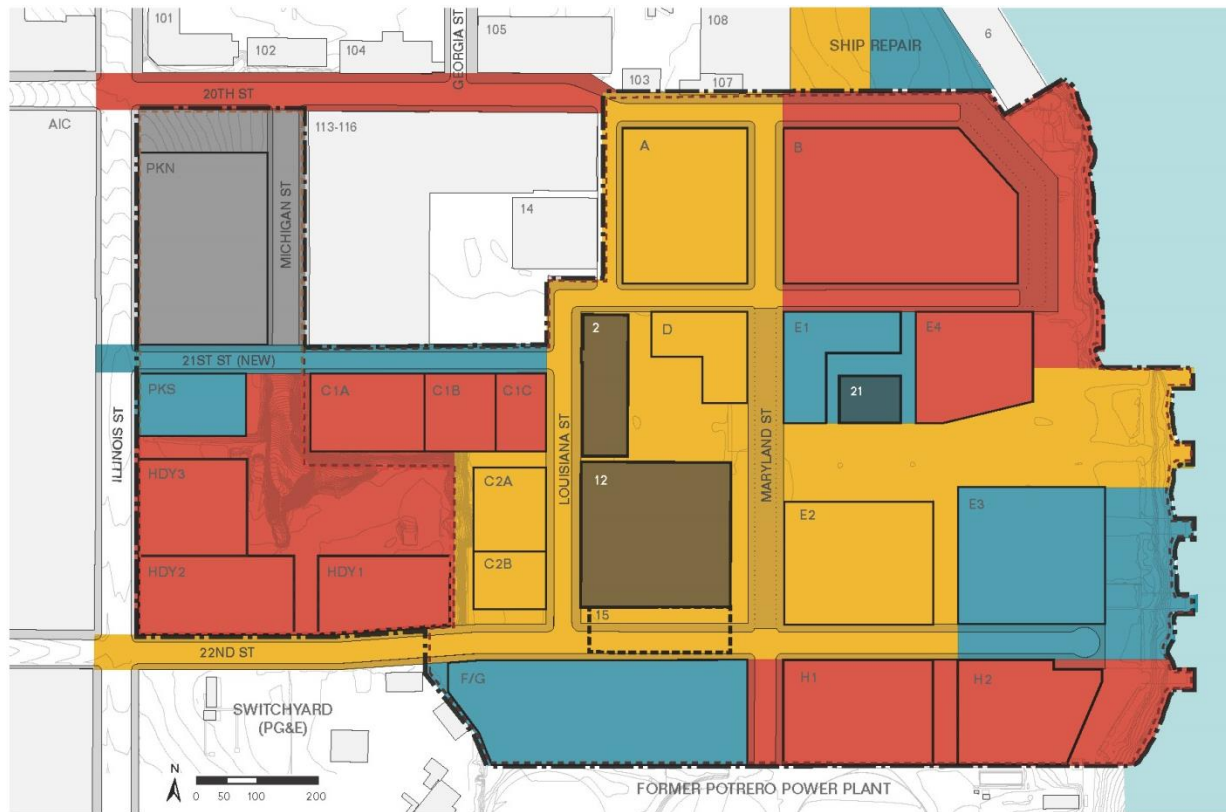 101
102
104
GEORGIA ST
105
108
103
107
SHIP REPAIR
6
20TH ST
AIC
113-116
PKN
MICHIGAN ST
14
A
B
21ST ST (NEW)
2
D
E1
E4
PKS
C1A
C1B
C1C
21
ILLINOIS ST
LOUISIANA ST
MARYLAND ST
HDY3
C2A
12
E2
E3
HDY2
HDY1
C2B
15
22ND ST
F/G
H1
H2
SWITCHYARD
(PG&E)
N
0 50 100 200
FORMER POTRERO POWER PLANT